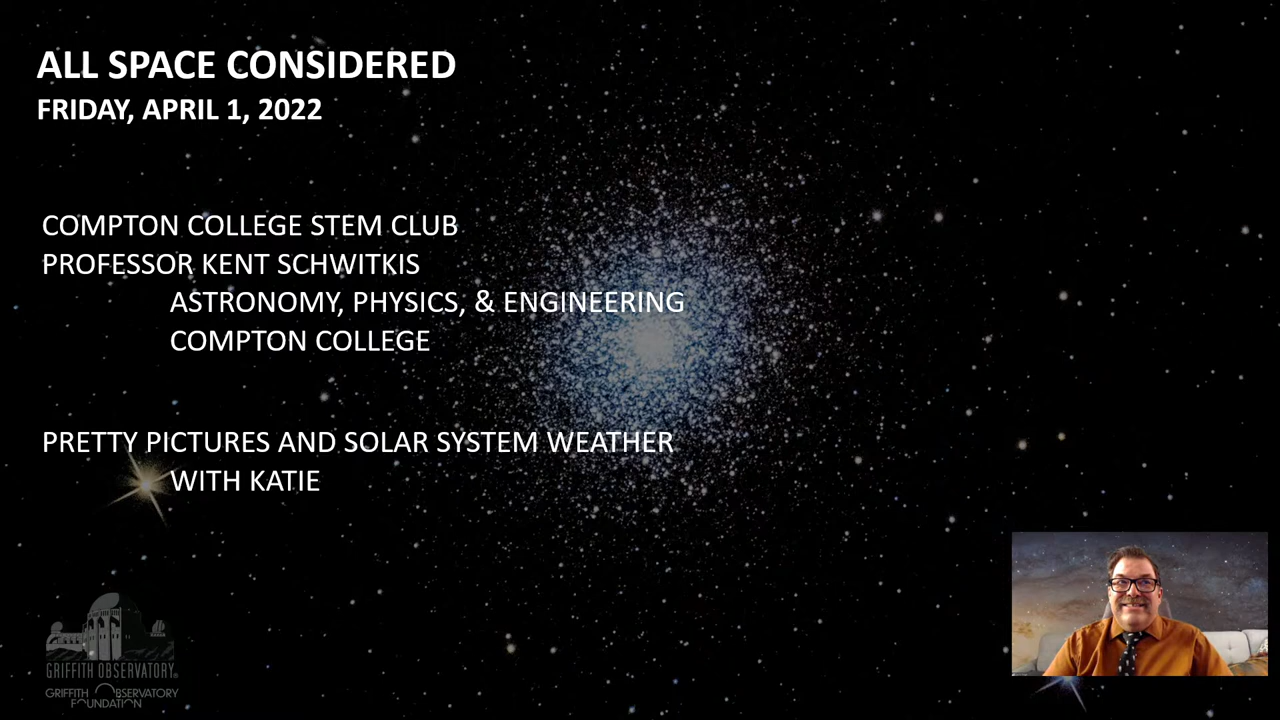 ALL SPACE CONSIDERED
FRIDAY, APRIL 1, 2022
COMPTON COLLEGE STEM CLUB
PROFESSOR KENT SCHWITKIS
ASTRONOMY, PHYSICS, & ENGINEERING
COMPTON COLLEGE
PRETTY PICTURES AND SOLAR SYSTEM WEATHER
WITH KATIE
GRIFFITH OBSERVATORY®
GRIFFITH OBSERVATORY
FOUNDATION